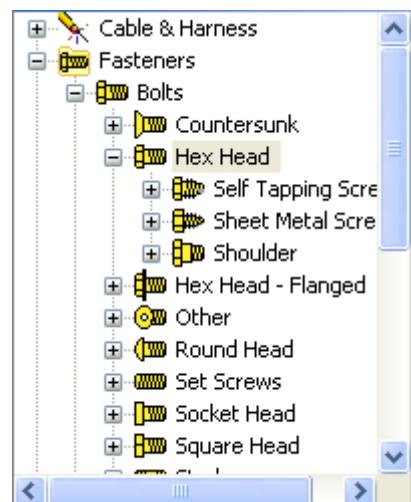 Cable & Harness
Fasteners
Bolts
Countersunk
Hex Head
Self Tapping Scre
Sheet Metal Scre
Shoulder
Hex Head - Flanged
Other
Round Head
Set Screws
Socket Head
Square Head